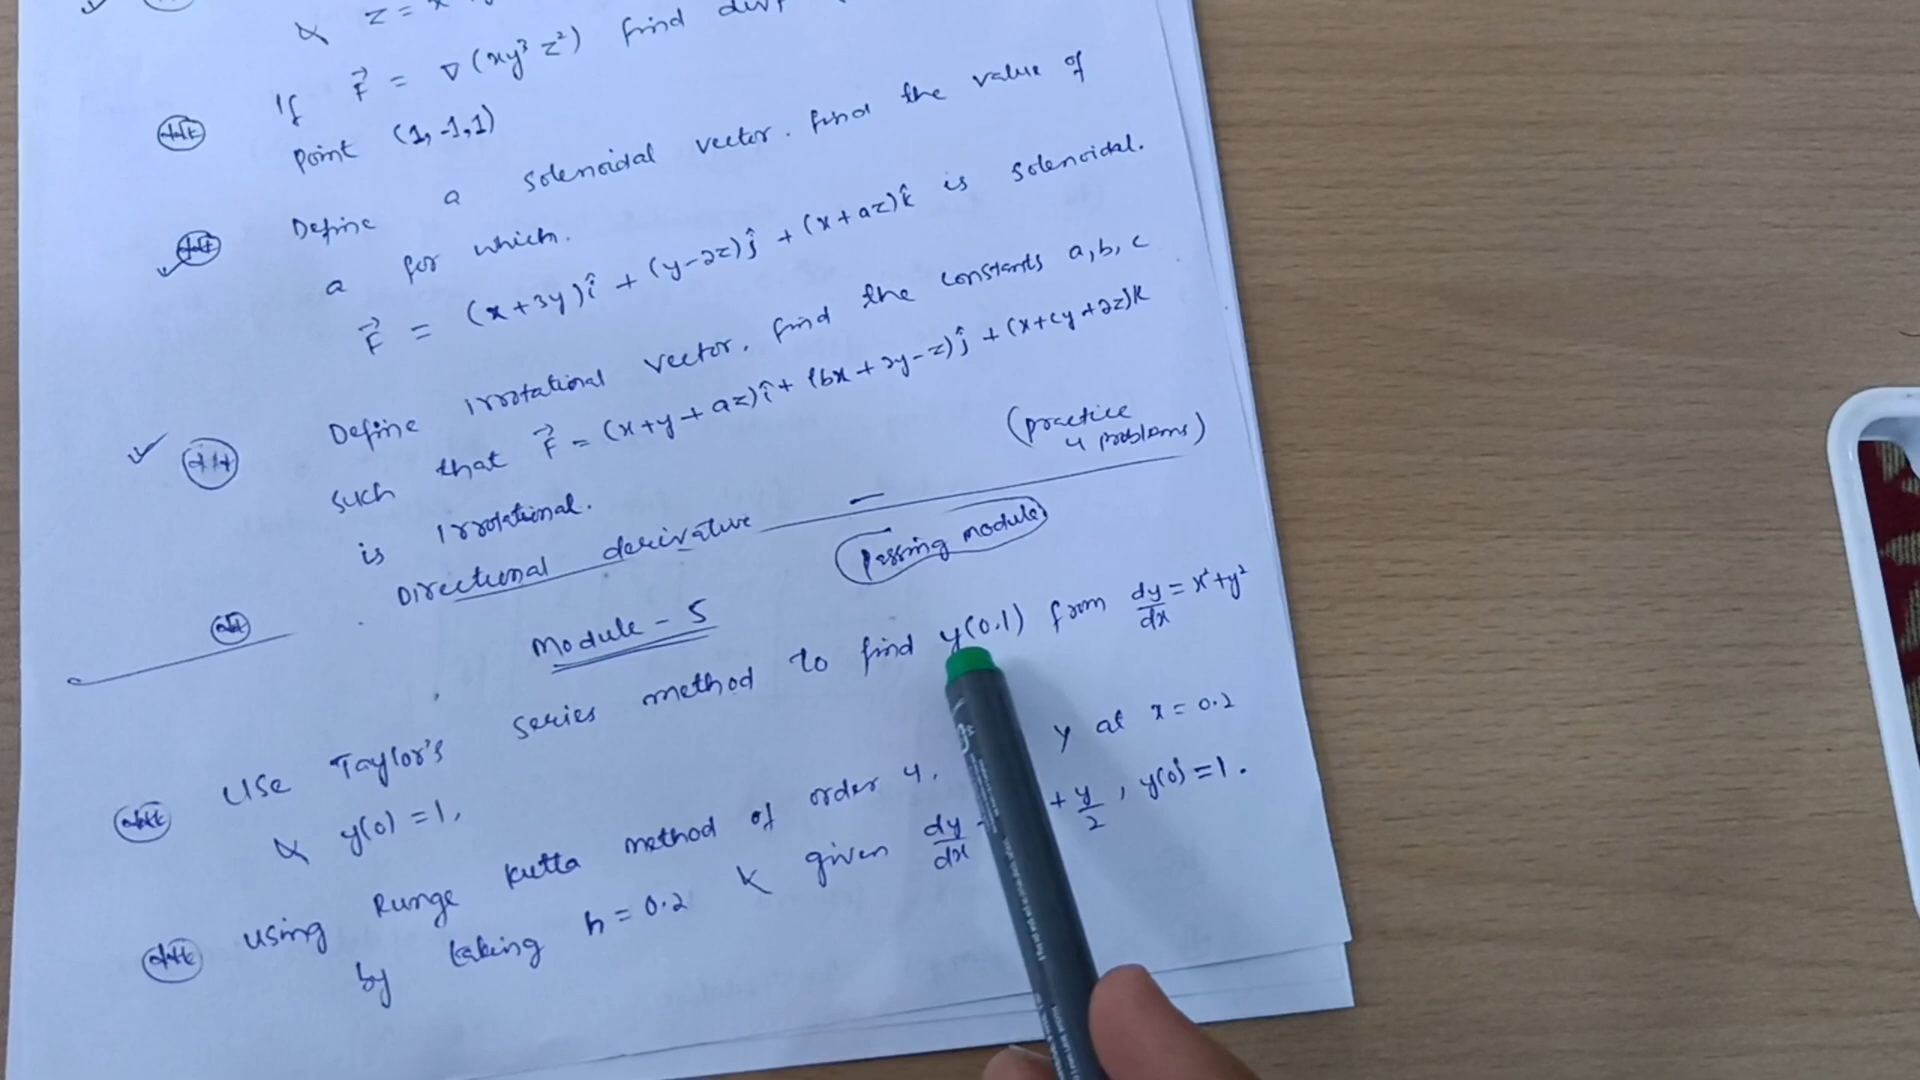 & z = x
If F⃗ = ∇(xy³ z²) find div
point (1, -1, 1)
Define a solenoidal vector. find the value of
a for which.
F⃗ = (x+3y)î + (y-2z)ĵ + (x+az)k̂ is solenoidal.
Define irrotational vector. find the constants a, b, c
such that F⃗ = (x+y+az)î + (bx+2y-z)ĵ + (x+cy+2z)k
is irrotational.
(practice
4 problems)
Directional derivative
Passing module
Module - 5
Use Taylor's series method to find y(0.1) from dy/dx = x²+y²
& y(0) = 1,
Using Runge Kutta method of order 4. y at x = 0.2
by taking h = 0.2 & given dy/dx + y/2, y(0) = 1.